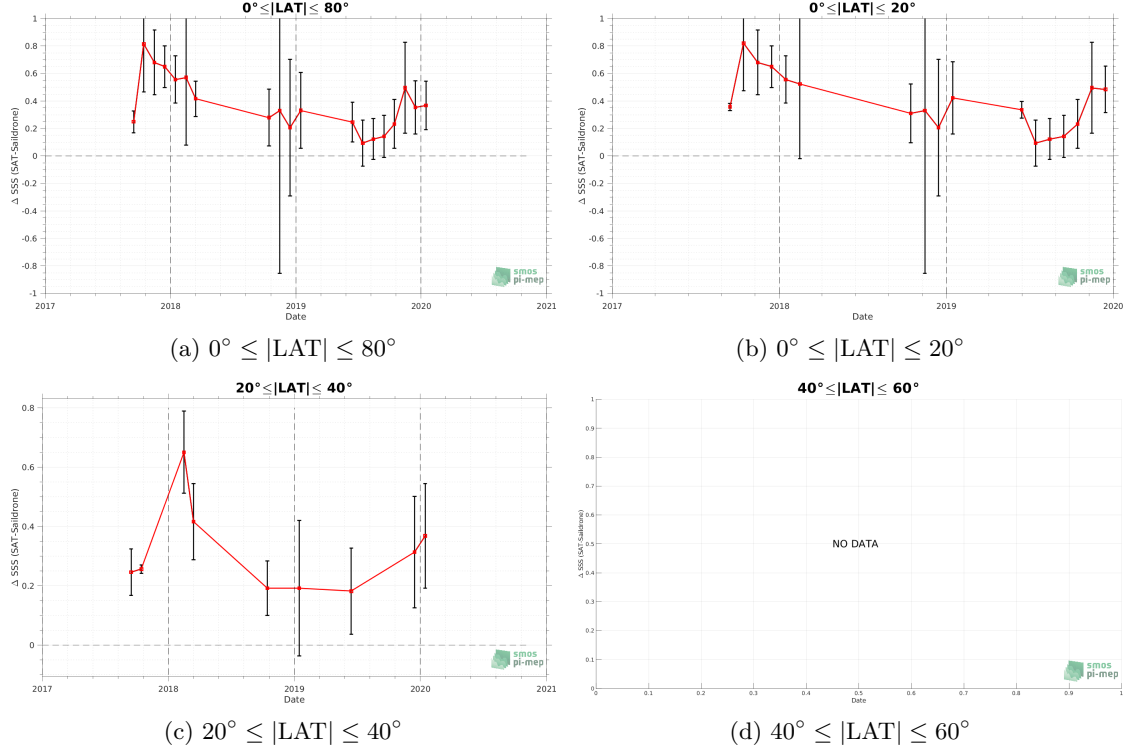 0°≤|LAT|≤ 80°
1
0.8
0.6
0.4
0.2
0
-0.2
-0.4
-0.6
-0.8
-1
Δ SSS (SAT-Saildrone)
2017
2018
2019
2020
2021
Date
smos
pi-mep
(a) 0° ≤ |LAT| ≤ 80°
0°≤|LAT|≤ 20°
1
0.8
0.6
0.4
0.2
0
-0.2
-0.4
-0.6
-0.8
-1
Δ SSS (SAT-Saildrone)
2017
2018
2019
2020
Date
smos
pi-mep
(b) 0° ≤ |LAT| ≤ 20°
20°≤|LAT|≤ 40°
0.8
0.6
0.4
0.2
0
Δ SSS (SAT-Saildrone)
2017
2018
2019
2020
2021
Date
smos
pi-mep
(c) 20° ≤ |LAT| ≤ 40°
40°≤|LAT|≤ 60°
1
0.9
0.8
0.7
0.6
0.5
0.4
0.3
0.2
0.1
0
Δ SSS (SAT-Saildrone)
NO DATA
0
0.1
0.2
0.3
0.4
0.5
0.6
0.7
0.8
0.9
1
Date
smos
pi-mep
(d) 40° ≤ |LAT| ≤ 60°